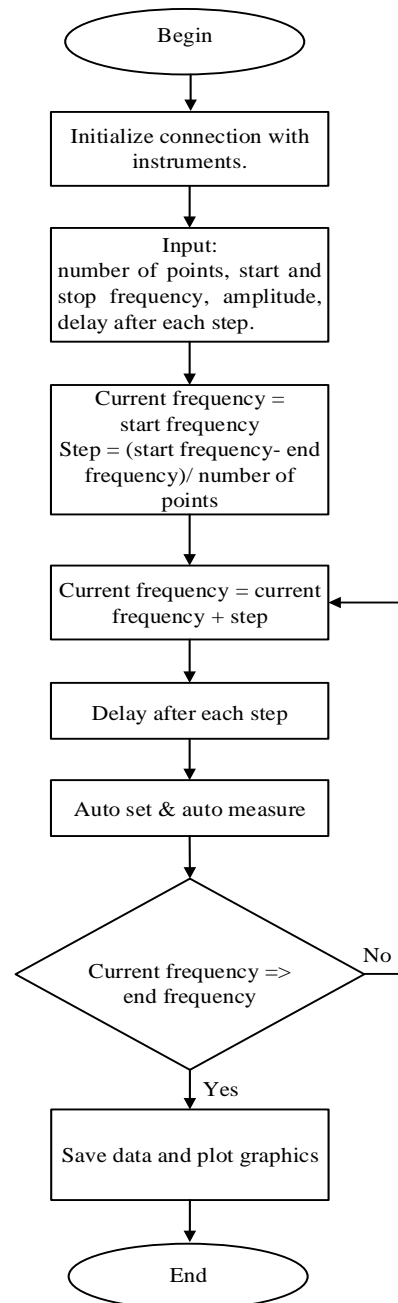 Begin
Initialize connection with
instruments.
Input:
number of points, start and
stop frequency, amplitude,
delay after each step.
Current frequency =
start frequency
Step = (start frequency- end
frequency)/ number of
points
Current frequency = current
frequency + step
Delay after each step
Auto set & auto measure
Current frequency =>
end frequency
No
Yes
Save data and plot graphics
End